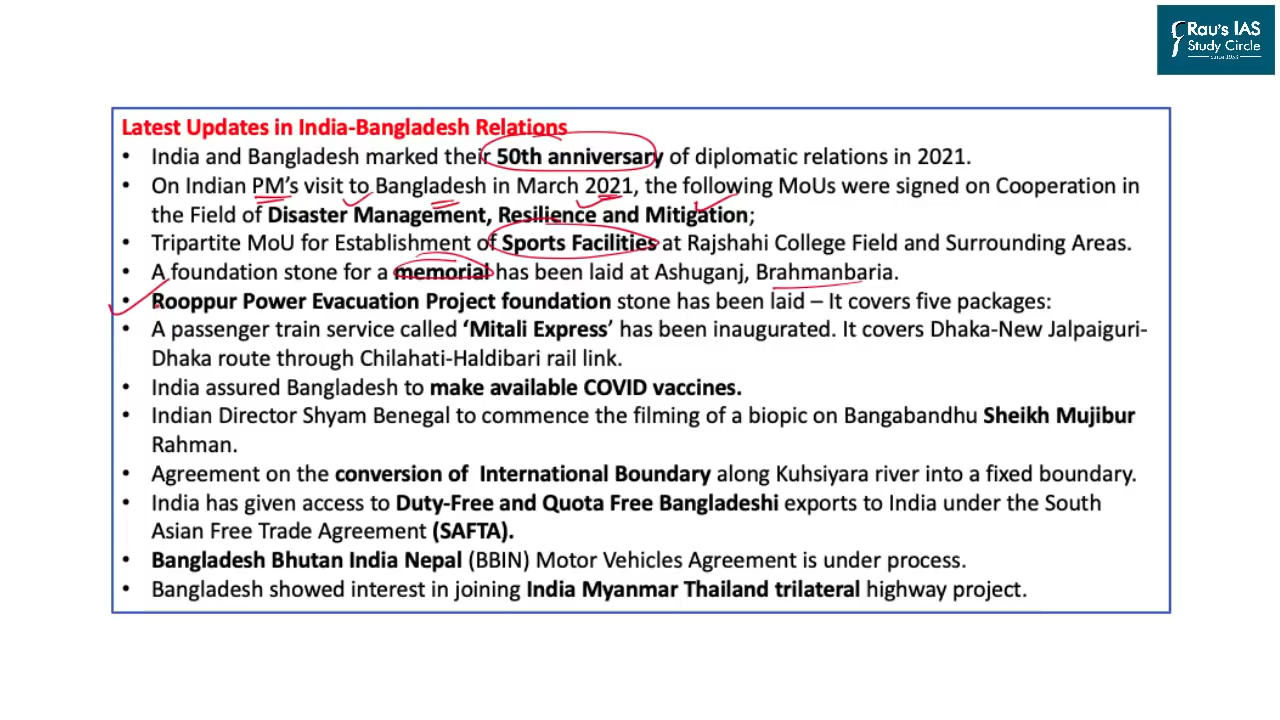 Rau's IAS
Study Circle
since 1953
Latest Updates in India-Bangladesh Relations
• India and Bangladesh marked their 50th anniversary of diplomatic relations in 2021.
• On Indian PM's visit to Bangladesh in March 2021, the following MoUs were signed on Cooperation in
the Field of Disaster Management, Resilience and Mitigation;
• Tripartite MoU for Establishment of Sports Facilities at Rajshahi College Field and Surrounding Areas.
• A foundation stone for a memorial has been laid at Ashuganj, Brahmanbaria.
• Rooppur Power Evacuation Project foundation stone has been laid – It covers five packages:
• A passenger train service called ‘Mitali Express’ has been inaugurated. It covers Dhaka-New Jalpaiguri-
Dhaka route through Chilahati-Haldibari rail link.
• India assured Bangladesh to make available COVID vaccines.
• Indian Director Shyam Benegal to commence the filming of a biopic on Bangabandhu Sheikh Mujibur
Rahman.
• Agreement on the conversion of International Boundary along Kuhsiyara river into a fixed boundary.
• India has given access to Duty-Free and Quota Free Bangladeshi exports to India under the South
Asian Free Trade Agreement (SAFTA).
• Bangladesh Bhutan India Nepal (BBIN) Motor Vehicles Agreement is under process.
• Bangladesh showed interest in joining India Myanmar Thailand trilateral highway project.